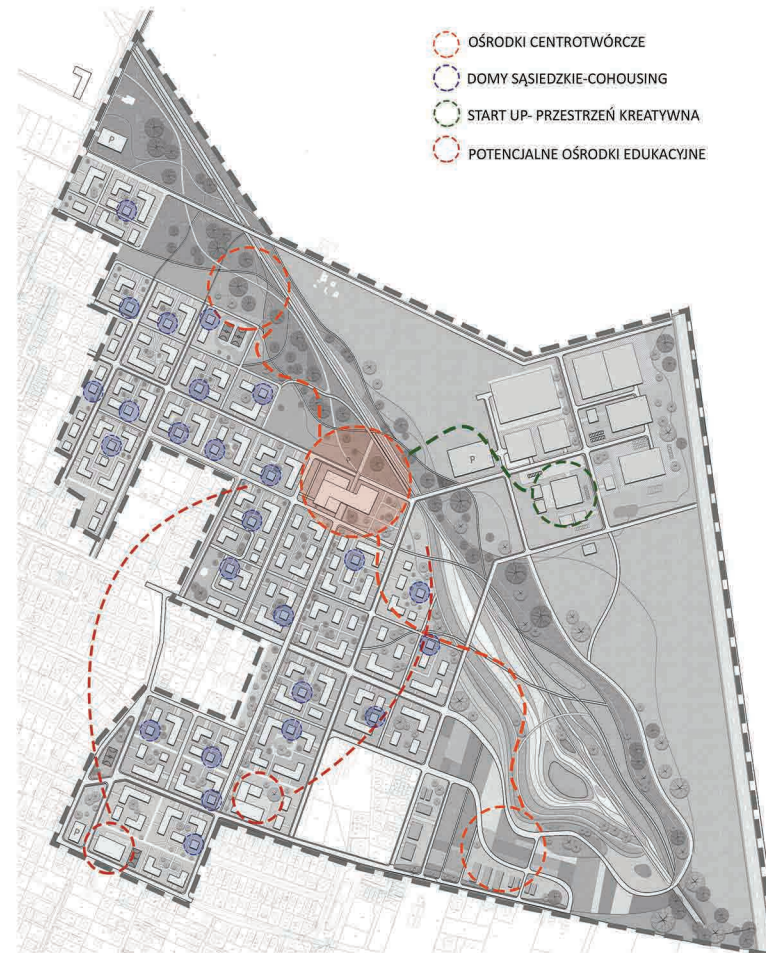 OŚRODKI CENTROTWÓRCZE
DOMY SĄSIEDZKIE-COHOUSING
START UP- PRZESTRZEŃ KREATYWNA
POTENCJALNE OŚRODKI EDUKACYJNE
P
P
P